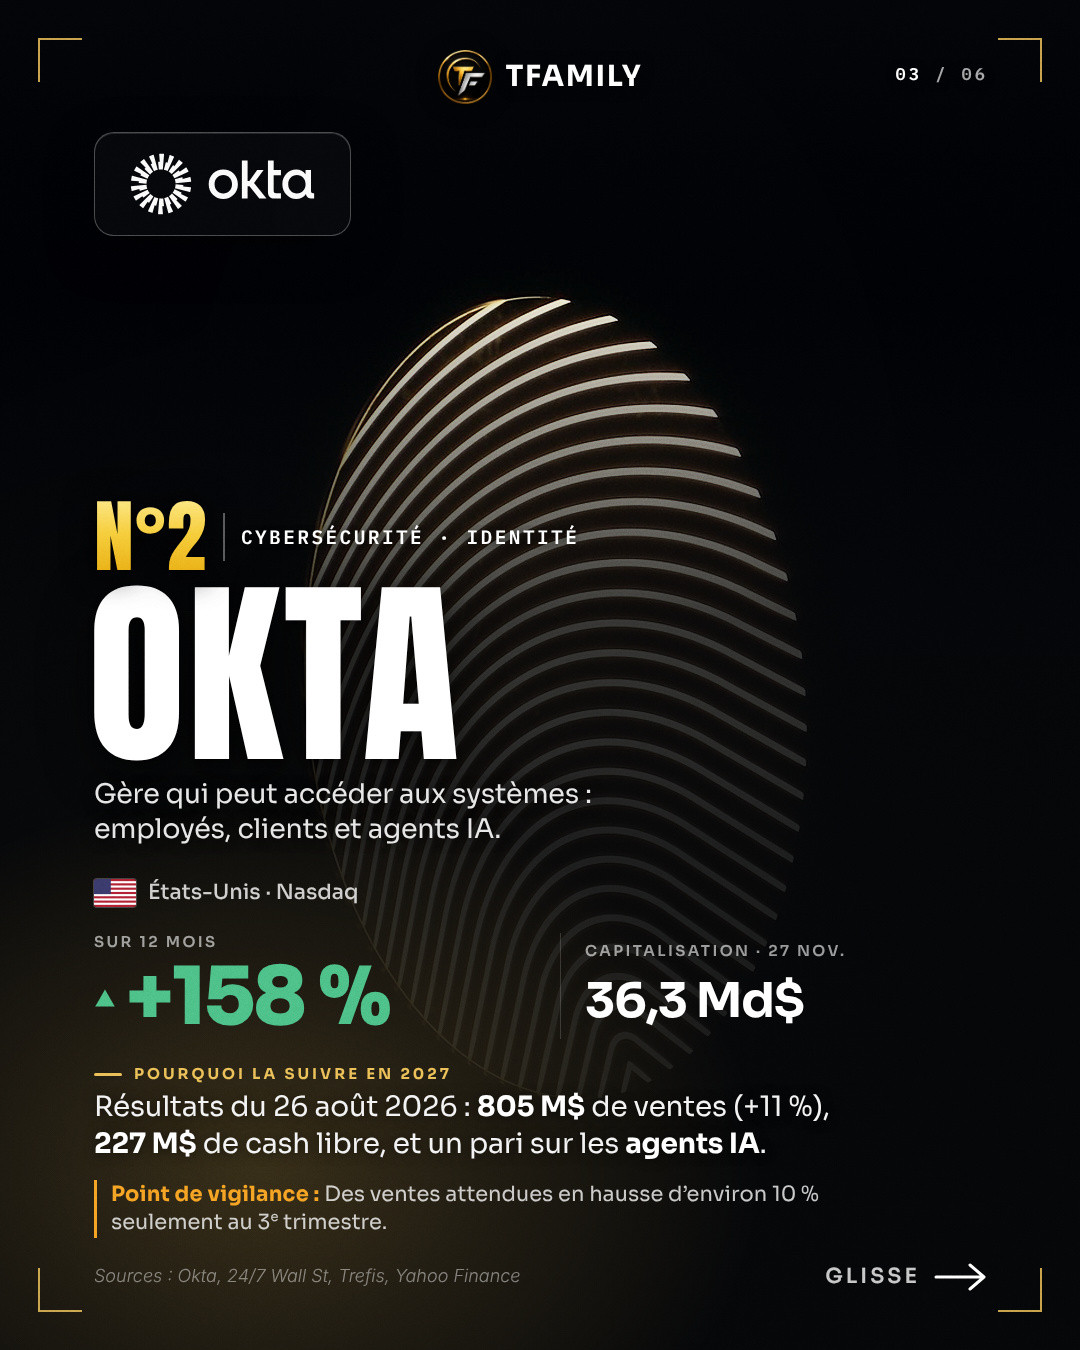 TFAMILY
03 / 06
okta
N°2
CYBERSÉCURITÉ · IDENTITÉ
OKTA
Gère qui peut accéder aux systèmes :
employés, clients et agents IA.
États-Unis · Nasdaq
SUR 12 MOIS
▲ +158 %
CAPITALISATION · 27 NOV.
36,3 Md$
POURQUOI LA SUIVRE EN 2027
Résultats du 26 août 2026 : 805 M$ de ventes (+11 %),
227 M$ de cash libre, et un pari sur les agents IA.
Point de vigilance : Des ventes attendues en hausse d’environ 10 %
seulement au 3ᵉ trimestre.
Sources : Okta, 24/7 Wall St, Trefis, Yahoo Finance
GLISSE →